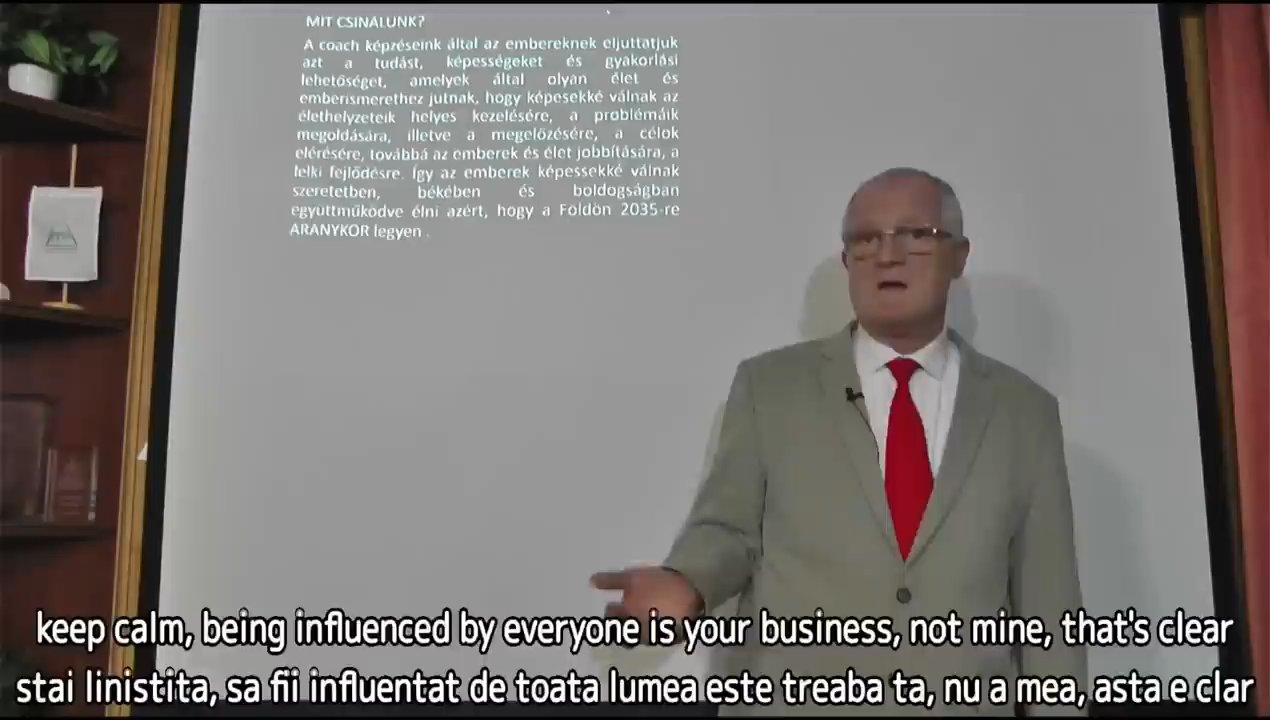 MIT CSINÁLUNK?
A coach képzéseink által az embereknek eljuttatjuk
azt a tudást, képességeket és gyakorlási
lehetőséget, amelyek által olyan élet és
emberismerethez jutnak, hogy képesekké válnak az
élethelyzeteik helyes kezelésére, a problémáik
megoldására, illetve a megelőzésére, a célok
elérésére, továbbá az emberek és élet jobbítására, a
lelki fejlődésre. Így az emberek képessekké válnak
szeretetben, békében és boldogságban
együttműködve élni azért, hogy a Földön 2035-re
ARANYKOR legyen .
keep calm, being influenced by everyone is your business, not mine, that's clear
stai linistita, sa fii influentat de toata lumea este treaba ta, nu a mea, asta e clar